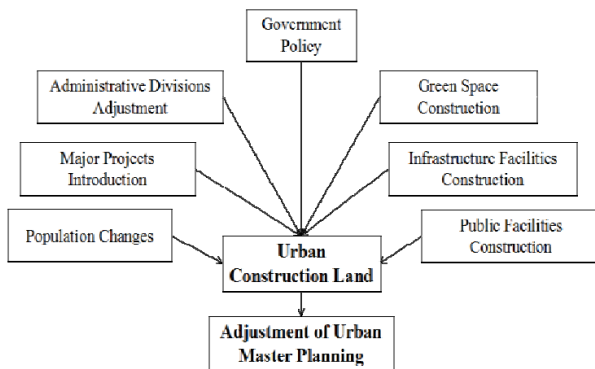 Government
Policy
Administrative Divisions
Adjustment
Green Space
Construction
Major Projects
Introduction
Infrastructure Facilities
Construction
Population Changes
Public Facilities
Construction
Urban
Construction Land
Adjustment of Urban
Master Planning